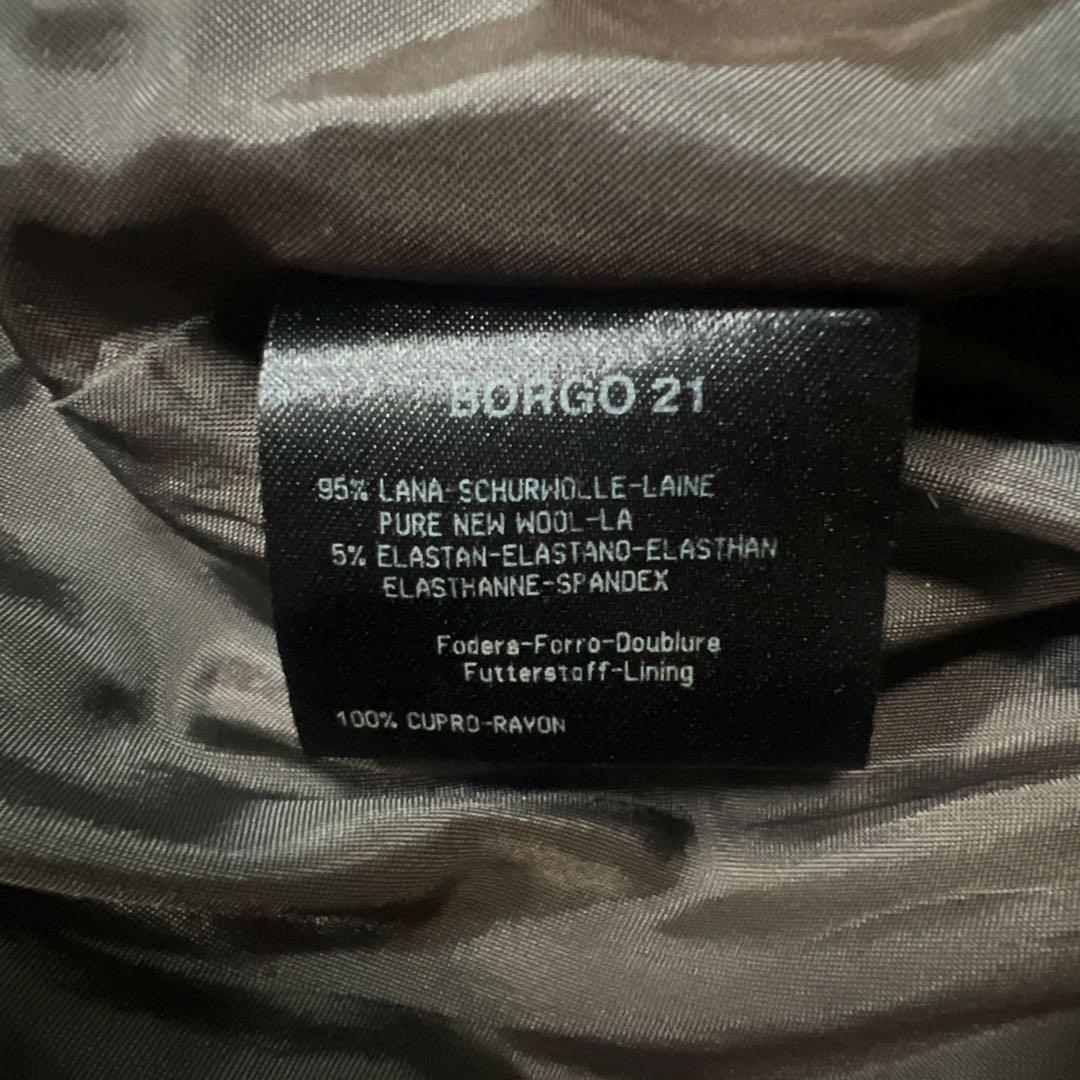 BORGO 21
95% LANA-SCHURWOLLE-LAINE
PURE NEW WOOL-LA
5% ELASTAN-ELASTANO-ELASTHAN
ELASTHANNE-SPANDEX
Fodera-Forro-Doublure
Futterstoff-Lining
100% CUPRO-RAYON